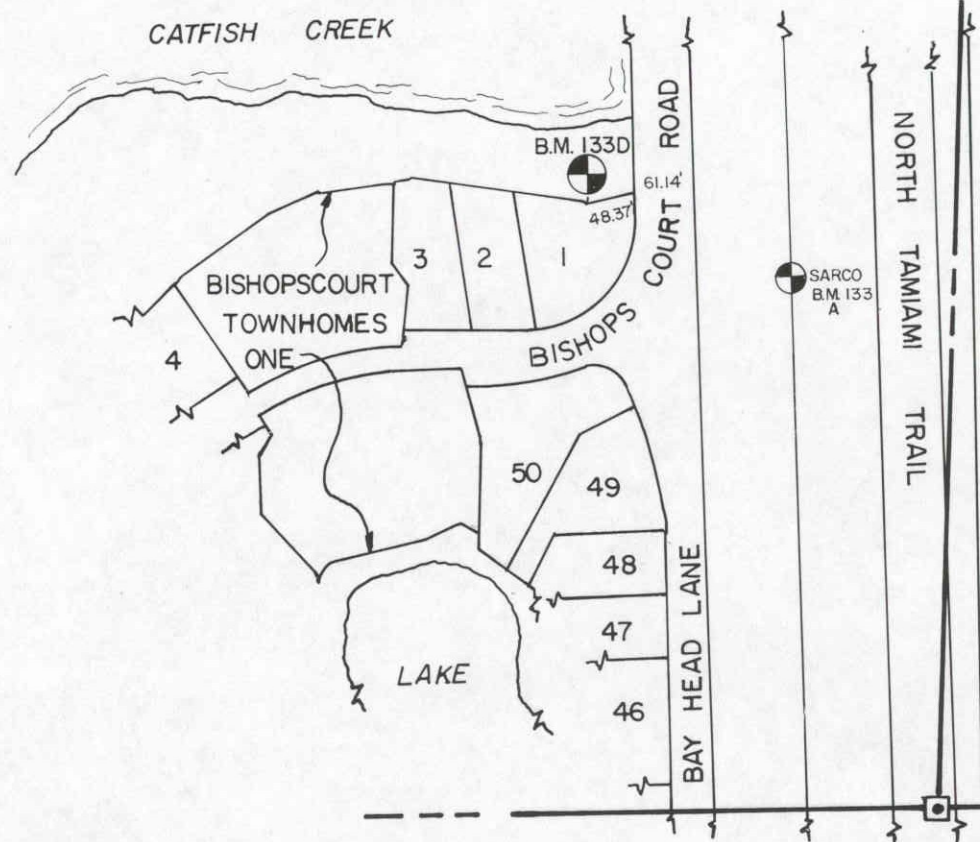 CATFISH CREEK
B.M. 133D
61.14'
48.37'
COURT ROAD
BISHOPS
NORTH TAMIAMI TRAIL
SARCO
B.M. 133
A
3
2
1
BISHOPSCOURT
TOWNHOMES
ONE
4
50
49
48
47
46
LAKE
BAY HEAD LANE